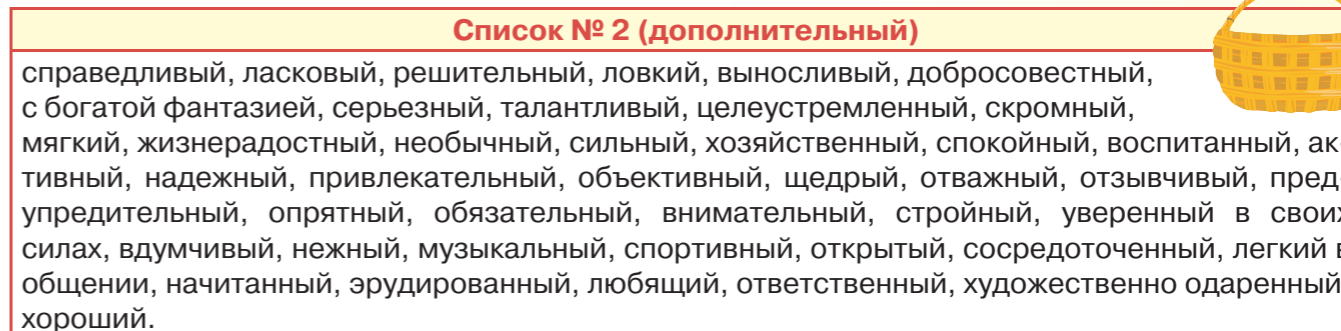 Список № 2 (дополнительный)
справедливый, ласковый, решительный, ловкий, выносливый, добросовестный,
с богатой фантазией, серьезный, талантливый, целеустремленный, скромный,
мягкий, жизнерадостный, необычный, сильный, хозяйственный, спокойный, воспитанный, ак-
тивный, надежный, привлекательный, объективный, щедрый, отважный, отзывчивый, пред-
упредительный, опрятный, обязательный, внимательный, стройный, уверенный в своих
силах, вдумчивый, нежный, музыкальный, спортивный, открытый, сосредоточенный, легкий в
общении, начитанный, эрудированный, любящий, ответственный, художественно одаренный
хороший.